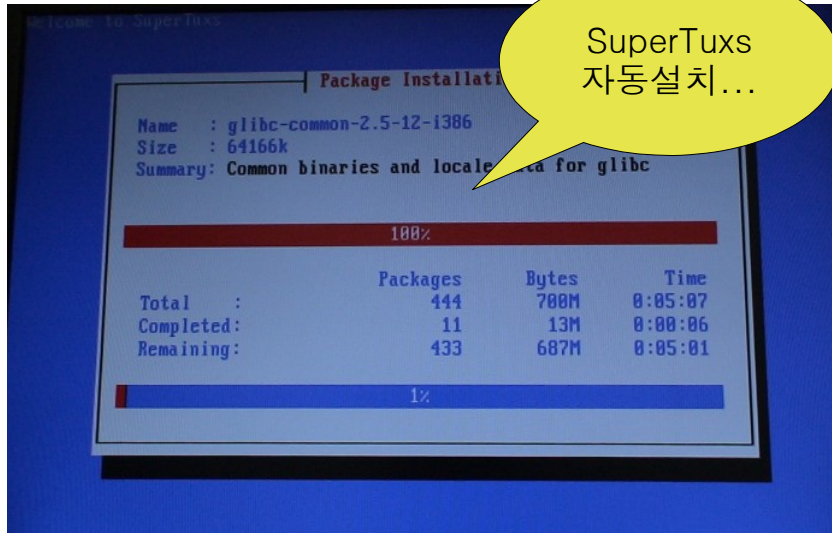 Welcome to SuperTuxs
SuperTuxs
자동설치...
Package Installati
Name : glibc-common-2.5-12-i386
Size : 64166k
Summary: Common binaries and locale data for glibc
100%
Packages Bytes Time
Total : 444 700M 0:05:07
Completed: 11 13M 0:00:06
Remaining: 433 687M 0:05:01
1%